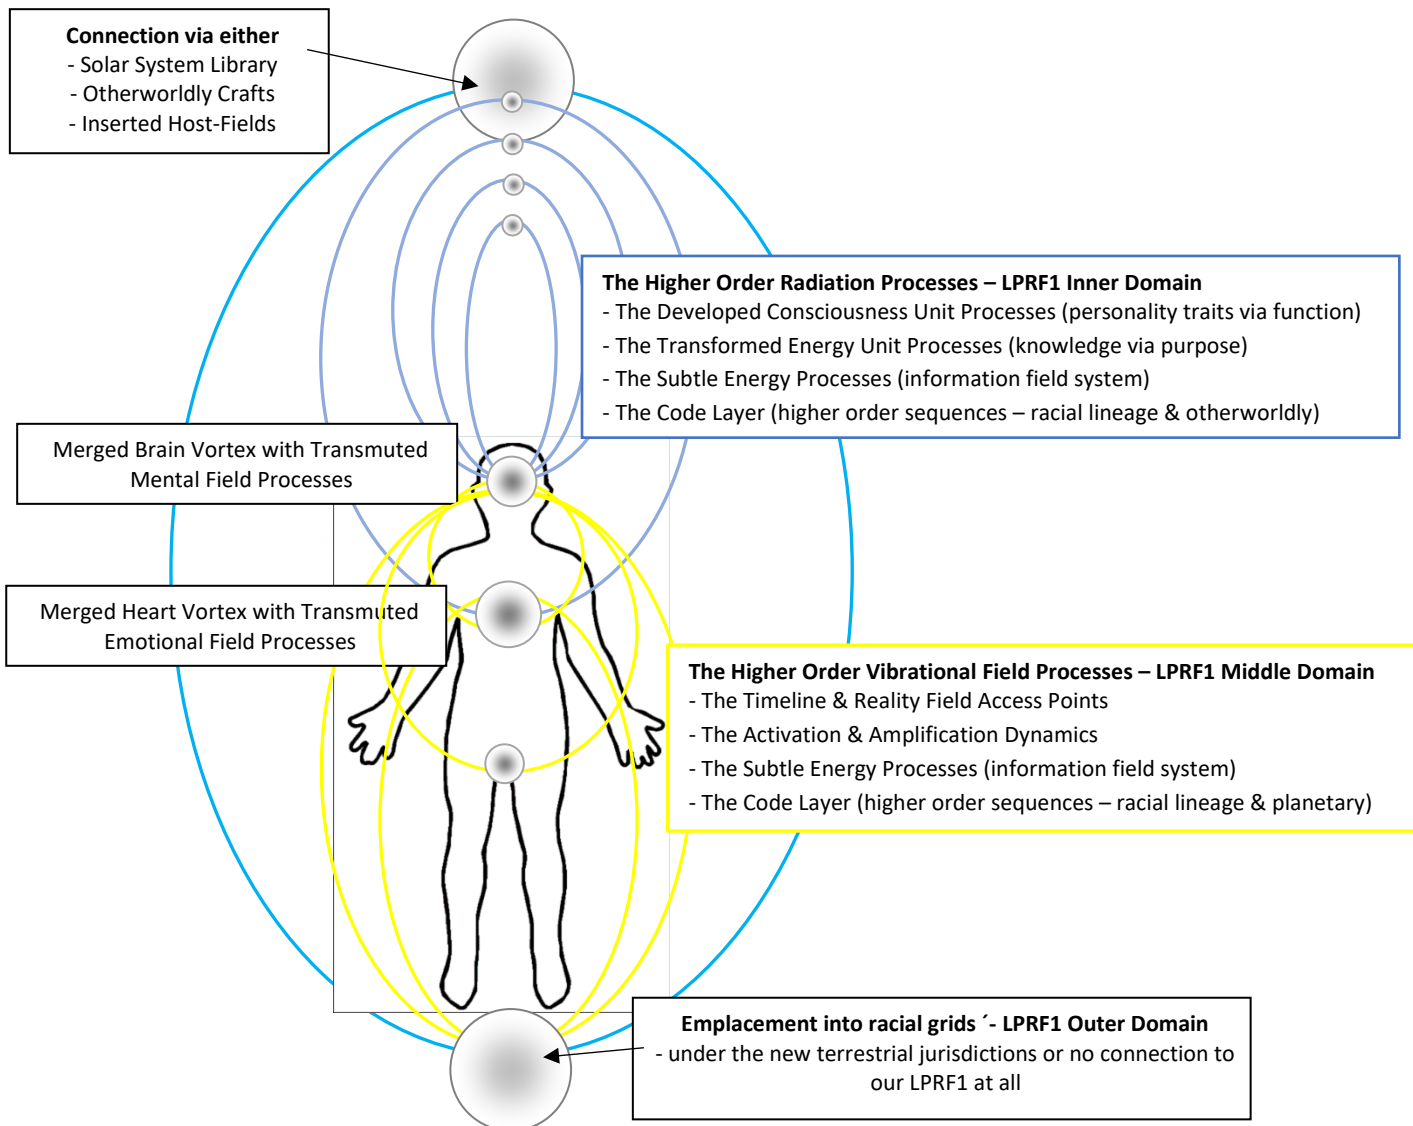 Connection via either
- Solar System Library
- Otherworldly Crafts
- Inserted Host-Fields
The Higher Order Radiation Processes – LPRF1 Inner Domain
- The Developed Consciousness Unit Processes (personality traits via function)
- The Transformed Energy Unit Processes (knowledge via purpose)
- The Subtle Energy Processes (information field system)
- The Code Layer (higher order sequences – racial lineage & otherworldly)
Merged Brain Vortex with Transmuted
Mental Field Processes
Merged Heart Vortex with Transmuted
Emotional Field Processes
The Higher Order Vibrational Field Processes – LPRF1 Middle Domain
- The Timeline & Reality Field Access Points
- The Activation & Amplification Dynamics
- The Subtle Energy Processes (information field system)
- The Code Layer (higher order sequences – racial lineage & planetary)
Emplacement into racial grids ´- LPRF1 Outer Domain
- under the new terrestrial jurisdictions or no connection to
our LPRF1 at all